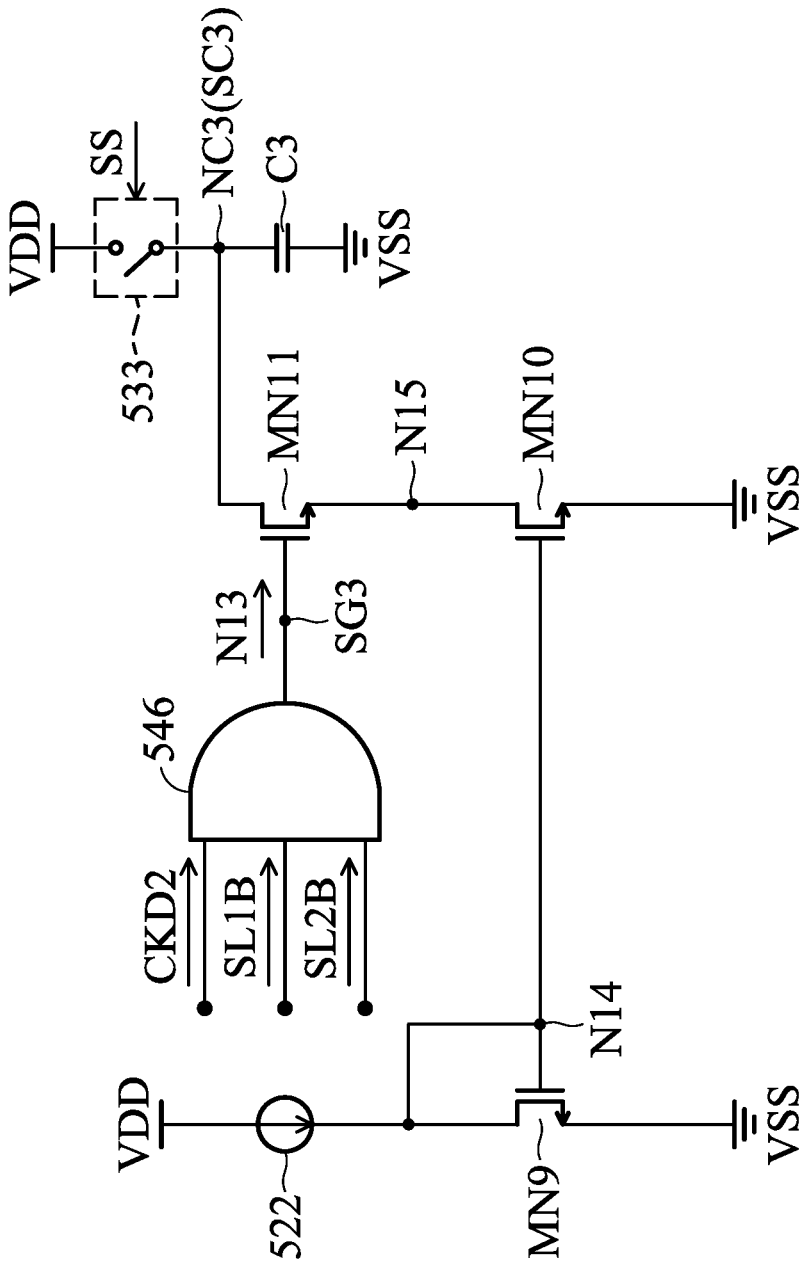 VDD
SS
533
NC3(SC3)
C3
VSS
MN11
N13
SG3
546
CKD2
SL1B
SL2B
N15
MN10
VSS
VDD
522
N14
MN9
VSS